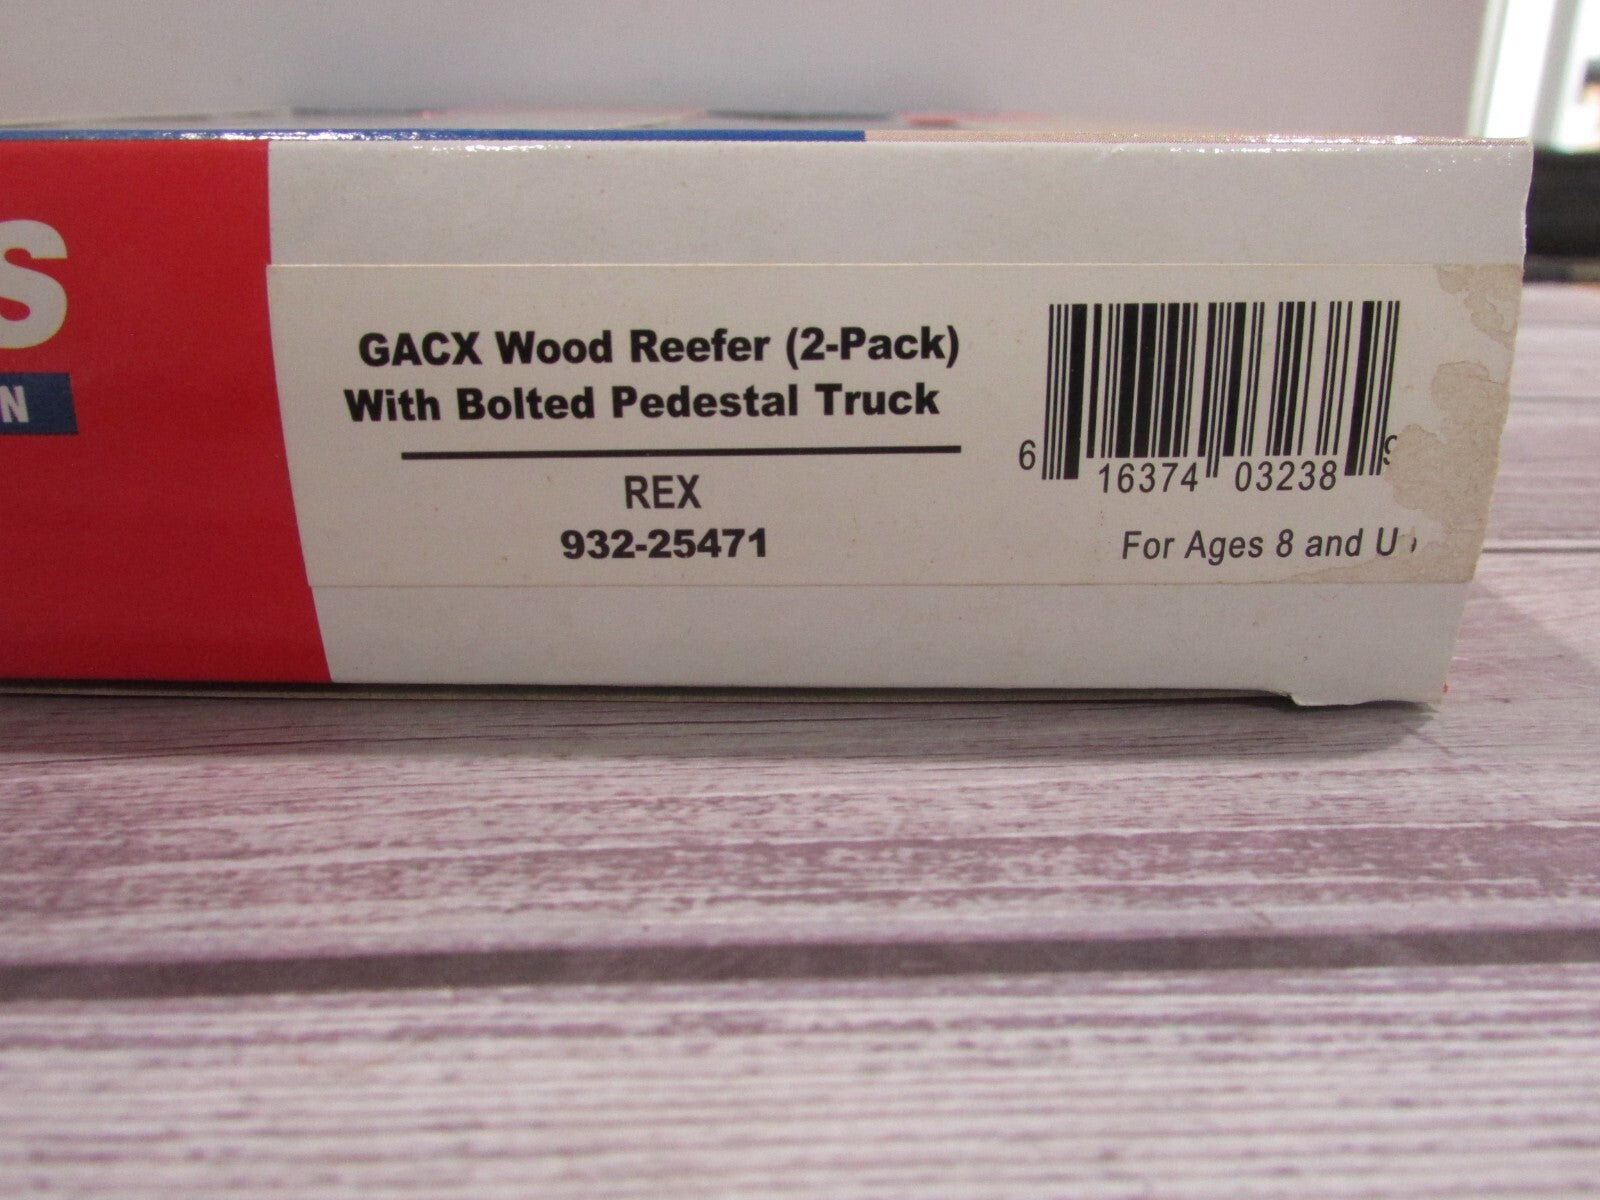 S
N
GACX Wood Reefer (2-Pack)
With Bolted Pedestal Truck
REX
932-25471
6 16374 03238 9
For Ages 8 and U